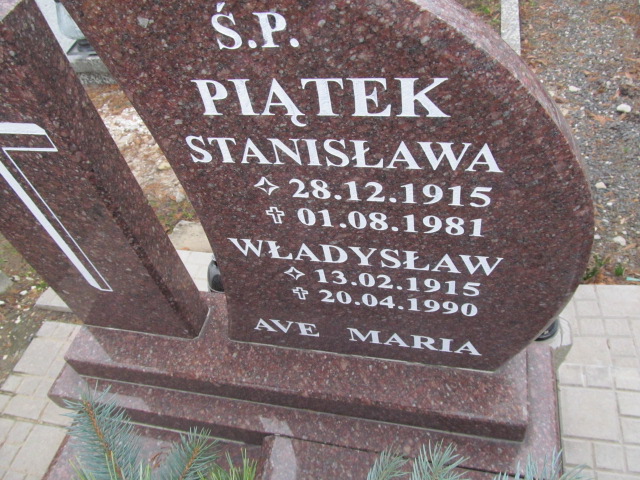 Ś.P.
PIĄTEK
STANISŁAWA
28.12.1915
01.08.1981
WŁADYSŁAW
13.02.1915
20.04.1990
AVE MARIA